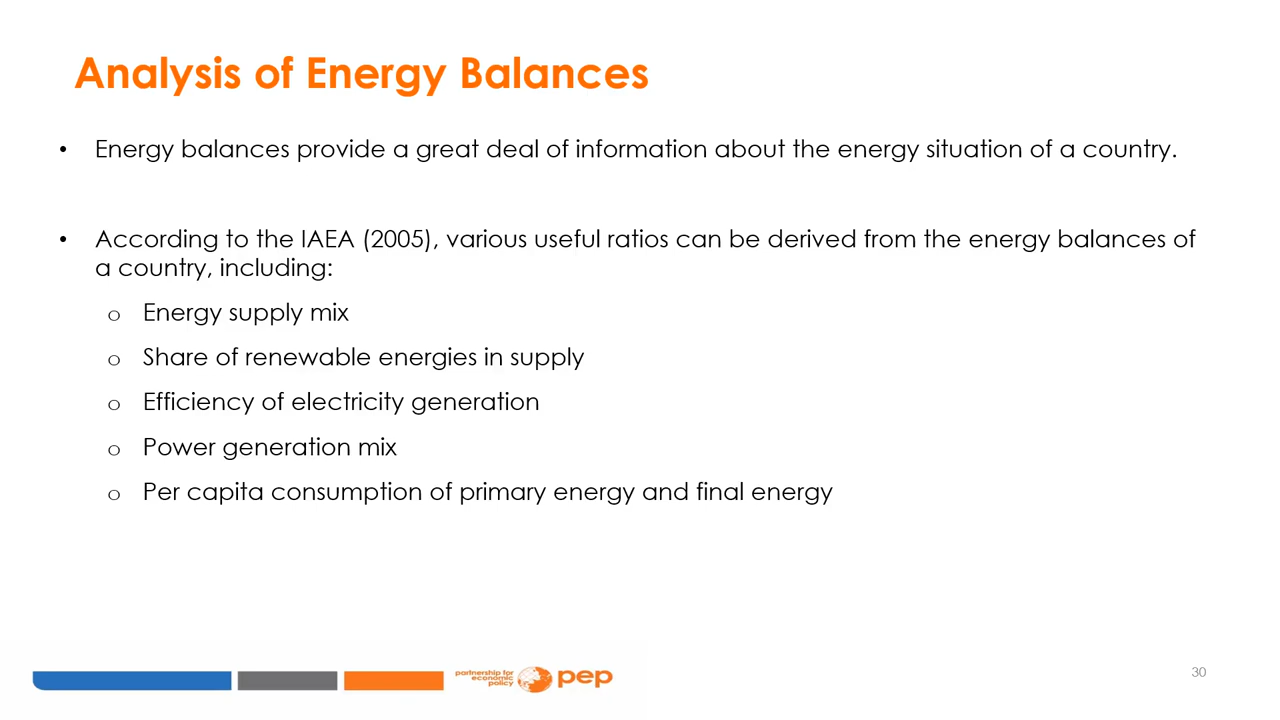 Analysis of Energy Balances
• Energy balances provide a great deal of information about the energy situation of a country.
• According to the IAEA (2005), various useful ratios can be derived from the energy balances of
a country, including:
o Energy supply mix
o Share of renewable energies in supply
o Efficiency of electricity generation
o Power generation mix
o Per capita consumption of primary energy and final energy
partnership for
economic
policy
pep
30